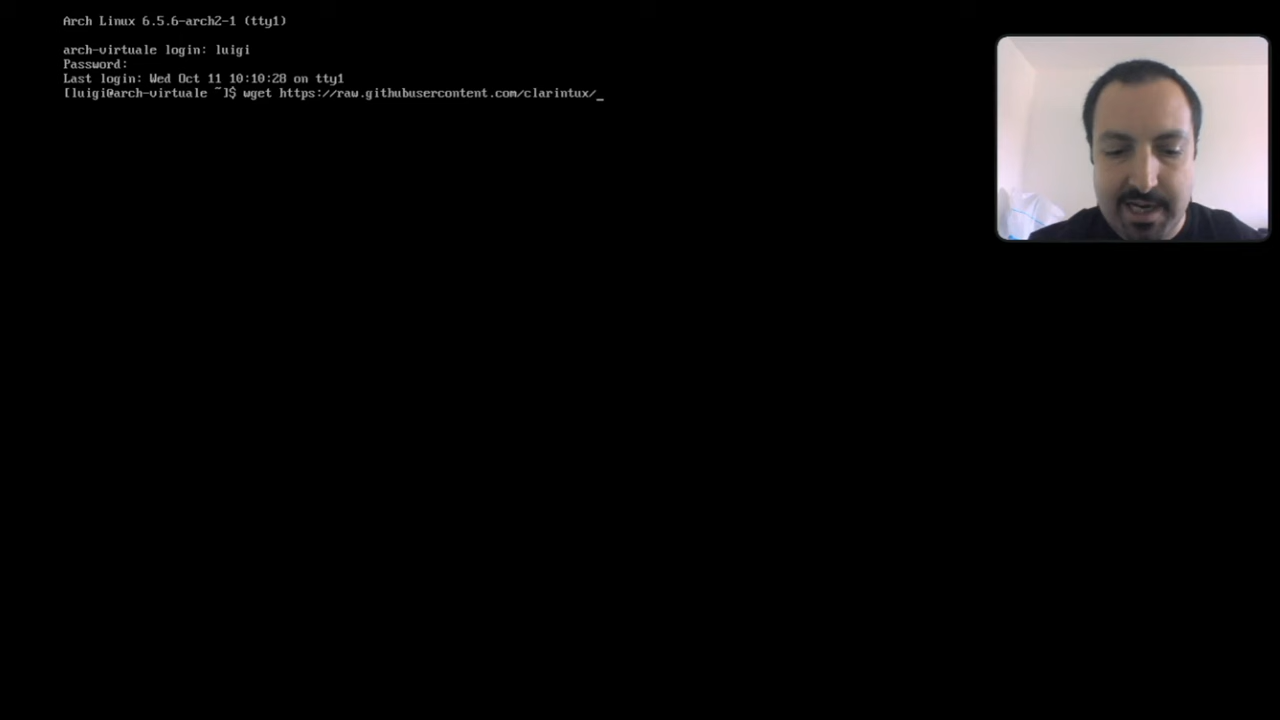 Arch Linux 6.5.6-arch2-1 (tty1)
arch-virtuale login: luigi
Password:
Last login: Wed Oct 11 10:10:28 on tty1
[luigi@arch-virtuale ~]$ wget https://raw.githubusercontent.com/clarintux/_